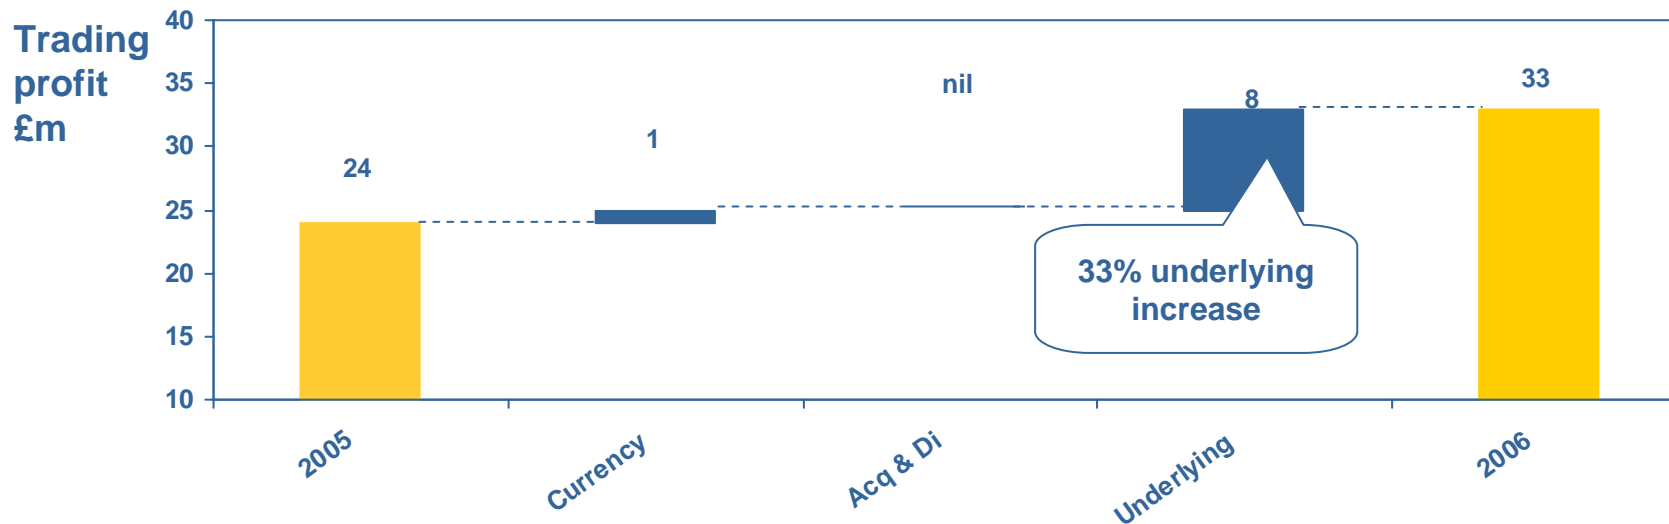 Trading
profit
£m
40
35
30
25
20
15
10
24
1
nil
8
33
33% underlying
increase
2005
Currency
Acq & Di
Underlying
2006